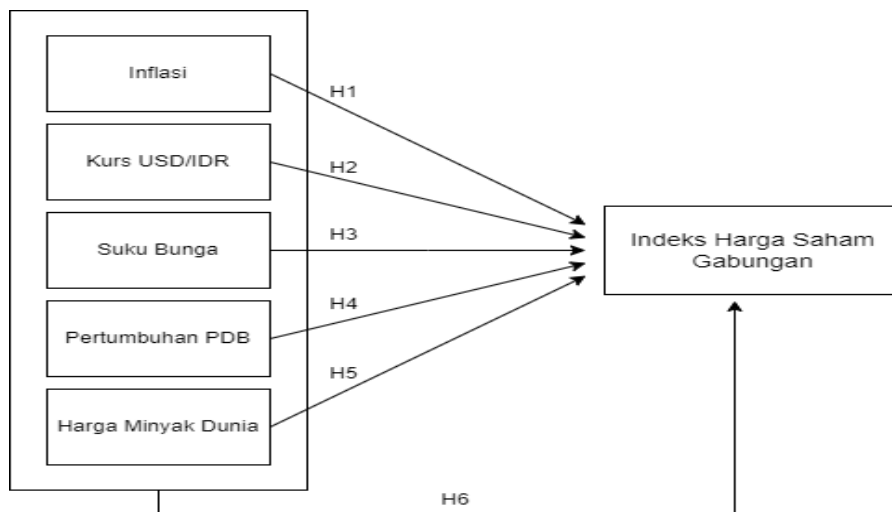 Inflasi
H1
Kurs USD/IDR
H2
Suku Bunga
H3
Indeks Harga Saham
Gabungan
Pertumbuhan PDB
H4
Harga Minyak Dunia
H5
H6